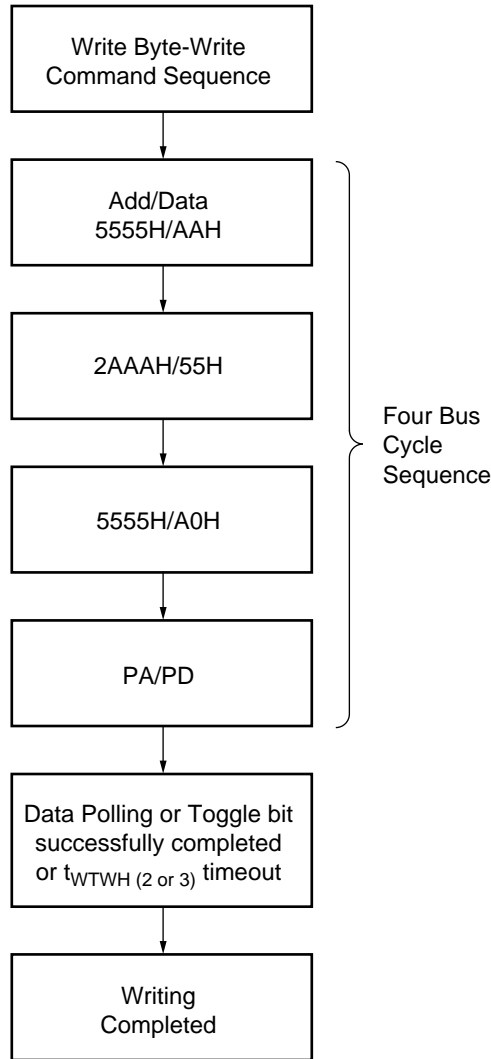 Write Byte-Write
Command Sequence
Add/Data
5555H/AAH
2AAAH/55H
5555H/A0H
PA/PD
Four Bus
Cycle
Sequence
Data Polling or Toggle bit
successfully completed
or tWTWH (2 or 3) timeout
Writing
Completed